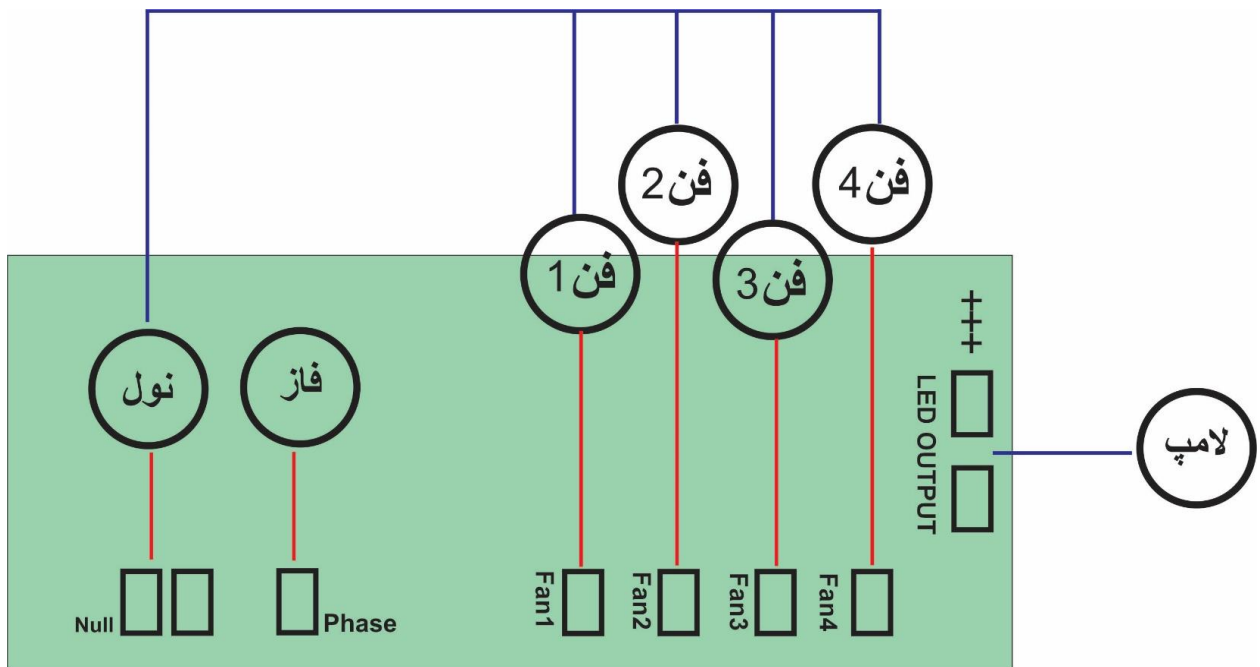 فن2
فن4
فن1
فن3
نول
فاز
+++
LED OUTPUT
لامپ
Null
Phase
Fan1
Fan2
Fan3
Fan4